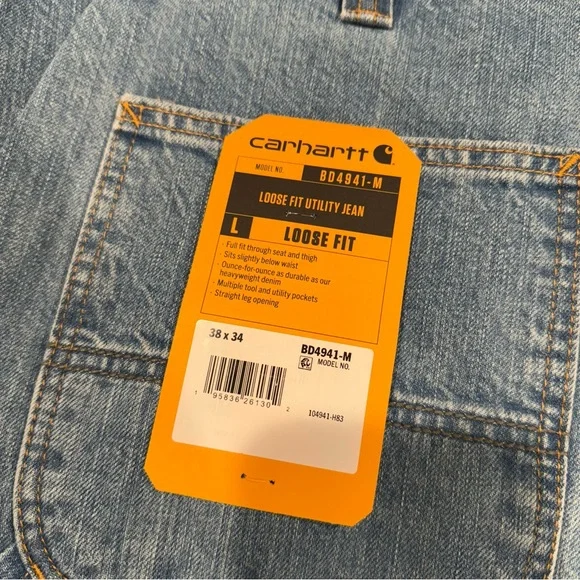 carhartt
MODEL NO. BD4941-M
LOOSE FIT UTILITY JEAN
L LOOSE FIT
· Full fit through seat and thigh
· Sits slightly below waist
· Ounce-for-ounce as durable as our
heavyweight denim
· Multiple tool and utility pockets
· Straight leg opening
38 x 34
BD4941-M
MODEL NO.
1 95836 26130 2
104941-H83